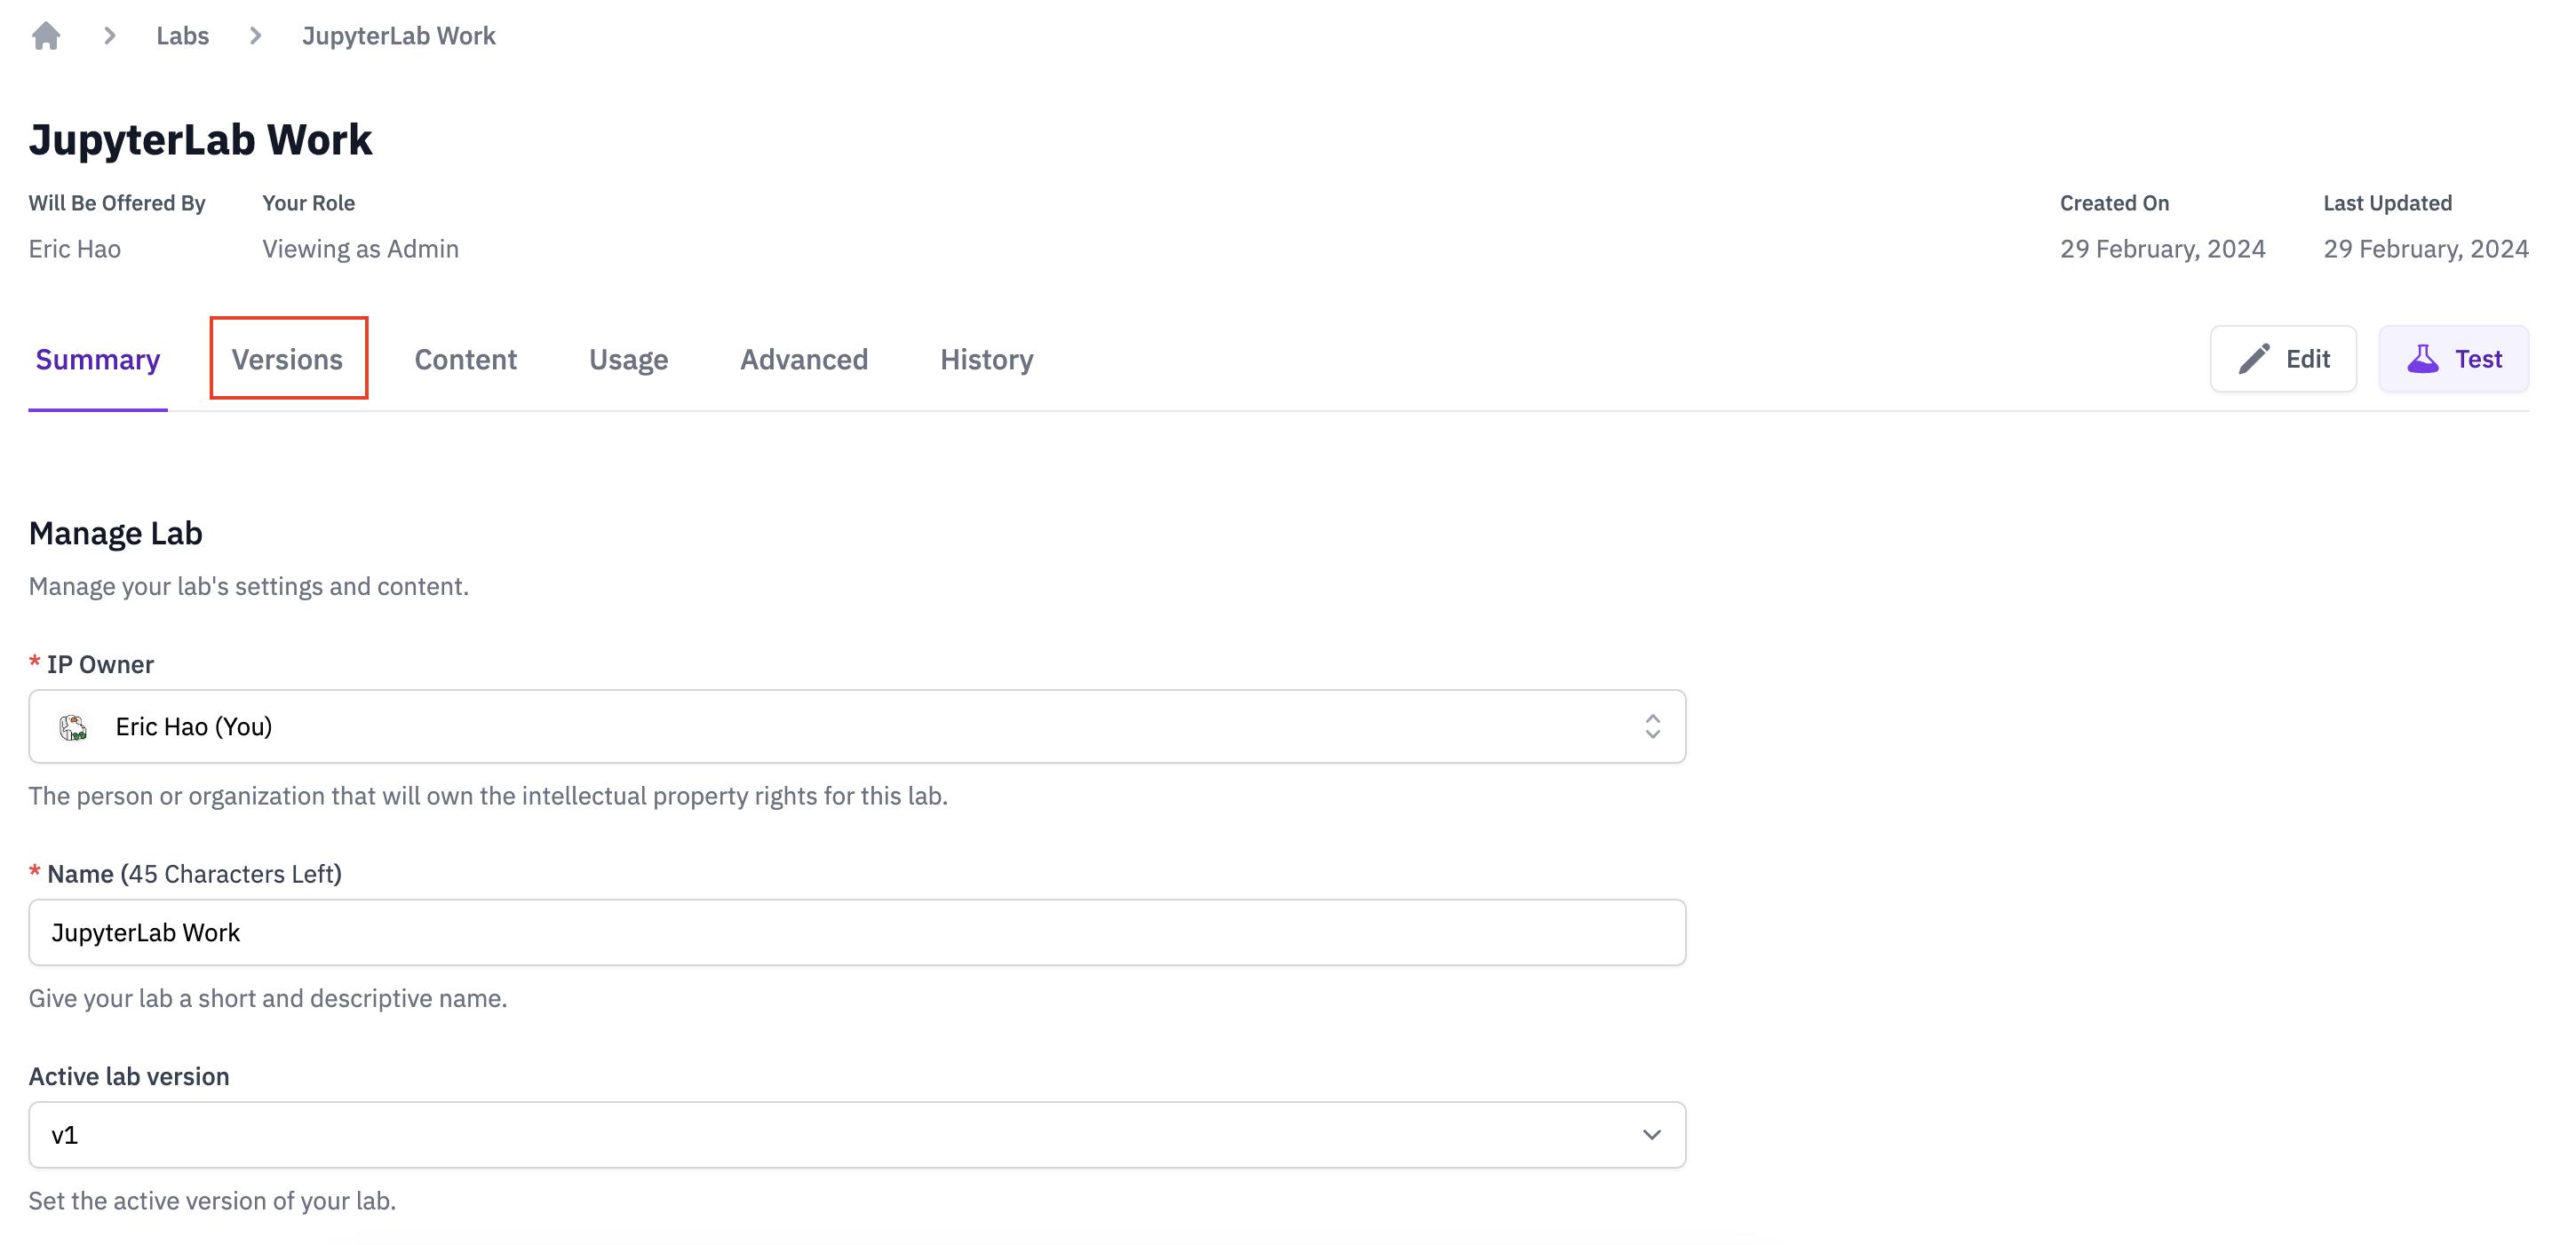 Labs JupyterLab Work
JupyterLab Work
Will Be Offered By Your Role Created On Last Updated
Eric Hao Viewing as Admin 29 February, 2024 29 February, 2024
Summary Versions Content Usage Advanced History Edit Test
Manage Lab
Manage your lab's settings and content.
* IP Owner
Eric Hao (You)
The person or organization that will own the intellectual property rights for this lab.
* Name (45 Characters Left)
JupyterLab Work
Give your lab a short and descriptive name.
Active lab version
v1
Set the active version of your lab.